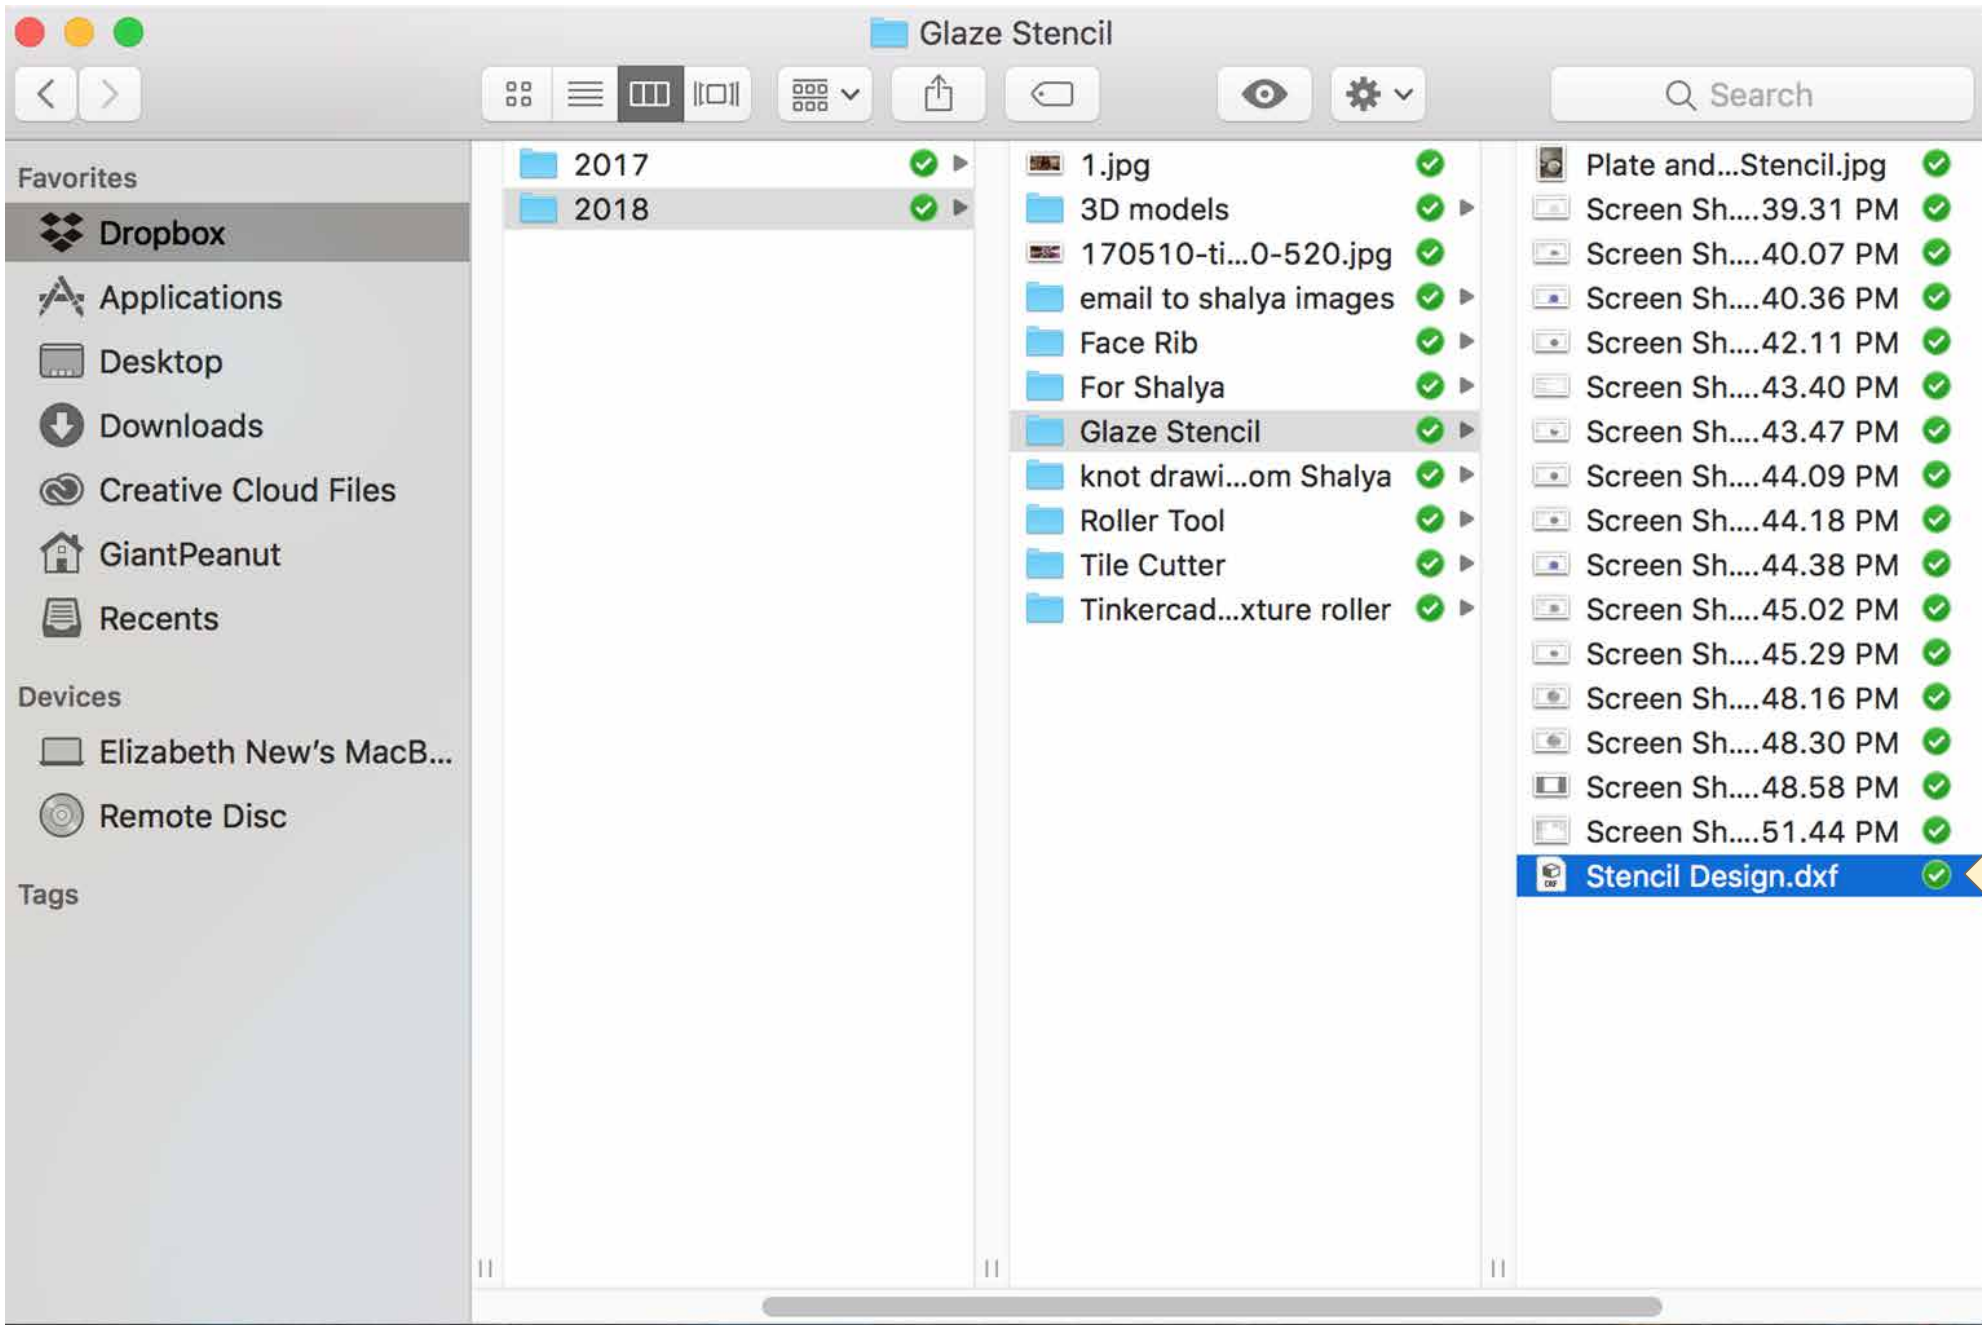 Glaze Stencil
Search
Favorites
Dropbox
Applications
Desktop
Downloads
Creative Cloud Files
GiantPeanut
Recents
Devices
Elizabeth New's MacB...
Remote Disc
Tags
2017
2018
1.jpg
3D models
170510-ti...0-520.jpg
email to shalya images
Face Rib
For Shalya
Glaze Stencil
knot drawi...om Shalya
Roller Tool
Tile Cutter
Tinkercad...xture roller
Plate and...Stencil.jpg
Screen Sh....39.31 PM
Screen Sh....40.07 PM
Screen Sh....40.36 PM
Screen Sh....42.11 PM
Screen Sh....43.40 PM
Screen Sh....43.47 PM
Screen Sh....44.09 PM
Screen Sh....44.18 PM
Screen Sh....44.38 PM
Screen Sh....45.02 PM
Screen Sh....45.29 PM
Screen Sh....48.16 PM
Screen Sh....48.30 PM
Screen Sh....48.58 PM
Screen Sh....51.44 PM
Stencil Design.dxf